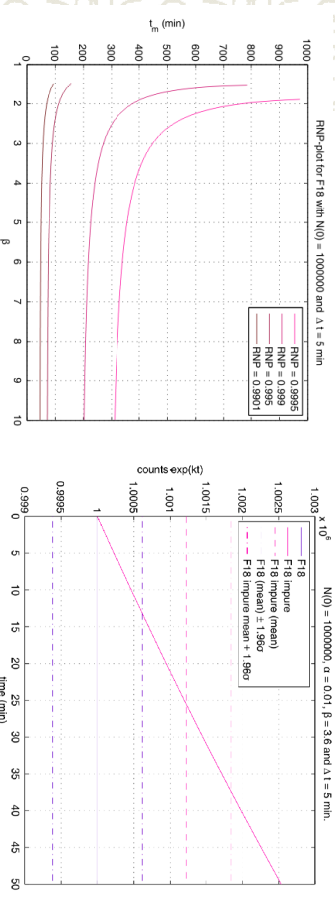 RNP-plot for F18 with N(0) = 1000000 and Δ t = 5 min
t_m (min)
1000
900
800
700
600
500
400
300
200
100
0
1
2
3
4
5
6
7
8
9
10
β
RNP = 0.9995
RNP = 0.999
RNP = 0.995
RNP = 0.9901
N(0) = 1000000, α = 0.01, β = 3.6 and Δ t = 5 min.
x 10^6
counts•exp(kt)
1.003
1.0025
1.002
1.0015
1.001
1.0005
1
0.9995
0.999
0
5
10
15
20
25
30
35
40
45
50
time (min)
F18
F18 impure
F18 impure (mean)
F18 (mean) ± 1.96σ
F18 impure mean + 1.96σ